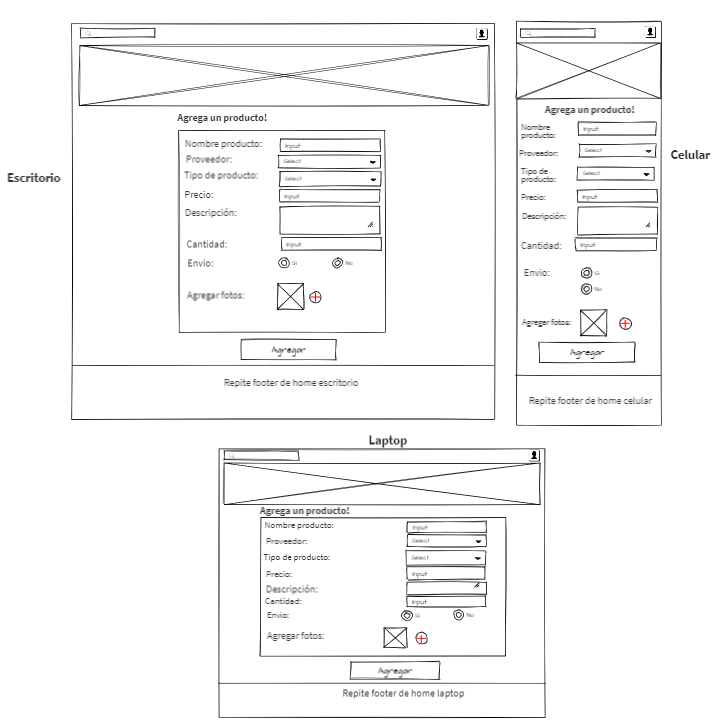 Escritorio
Agrega un producto!
Nombre producto: Input
Proveedor: Select
Tipo de producto: Select
Precio: Input
Descripción:
Cantidad: Input
Envio: Si No
Agregar fotos:
Agregar
Repite footer de home escritorio
Celular
Agrega un producto!
Nombre
producto:
Input
Proveedor: Select
Tipo de
producto:
Select
Precio: Input
Descripción:
Cantidad: Input
Envio: Si
No
Agregar fotos:
Agregar
Repite footer de home celular
Laptop
Agrega un producto!
Nombre producto: Input
Proveedor: Select
Tipo de producto: Select
Precio: Input
Descripción:
Cantidad: Input
Envio: Si No
Agregar fotos:
Agregar
Repite footer de home laptop